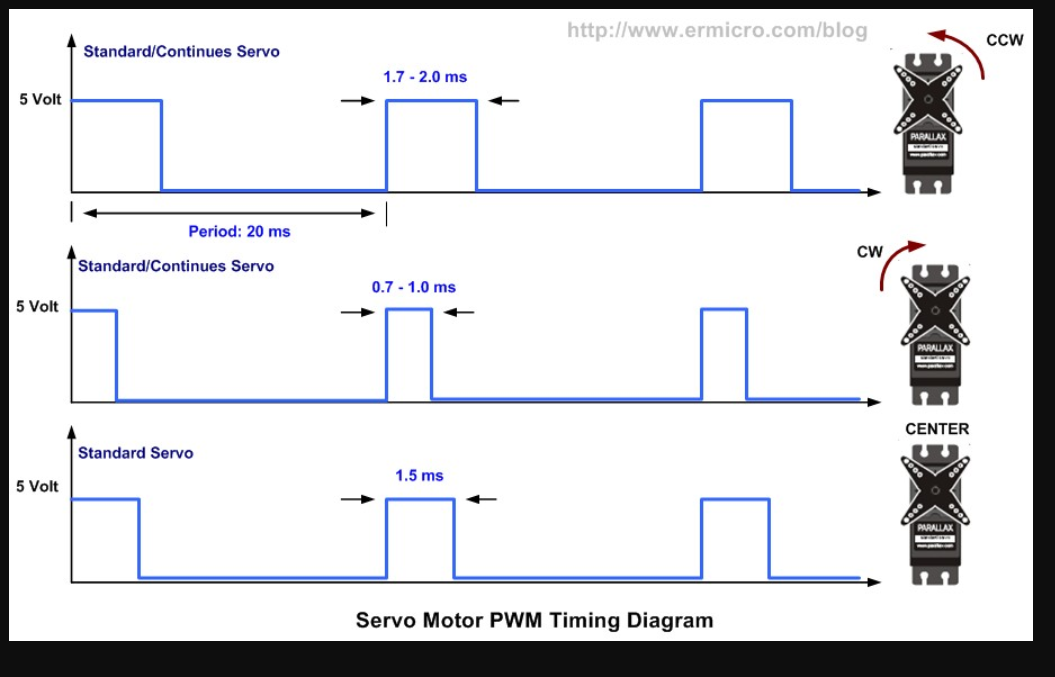 http://www.ermicro.com/blog
Standard/Continues Servo
CCW
1.7 - 2.0 ms
5 Volt
PARALLAX
Period: 20 ms
CW
Standard/Continues Servo
0.7 - 1.0 ms
5 Volt
PARALLAX
CENTER
Standard Servo
1.5 ms
5 Volt
PARALLAX
Servo Motor PWM Timing Diagram